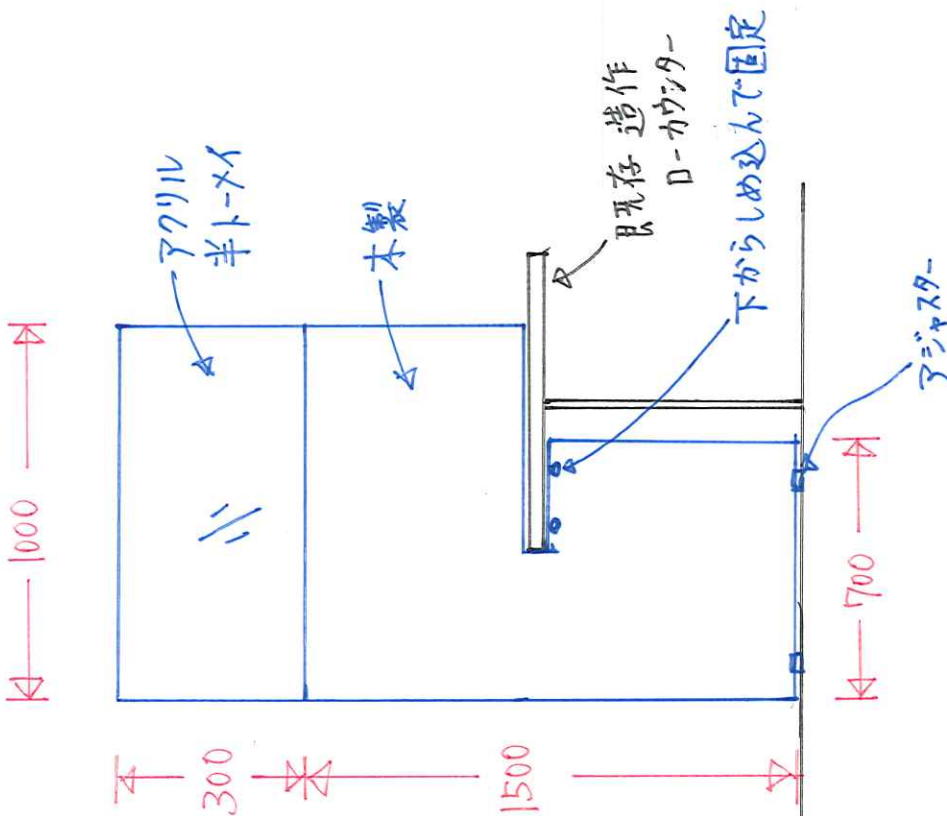 1000
アクリル
半トーメイ
木製
300
1500
既存 造作
ローカウンター
下からしめ込んで固定
アジャスター
700